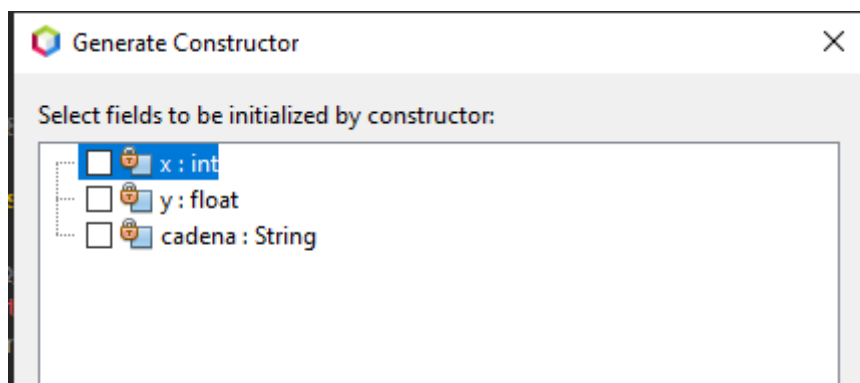 Generate Constructor
Select fields to be initialized by constructor:
x : int
y : float
cadena : String